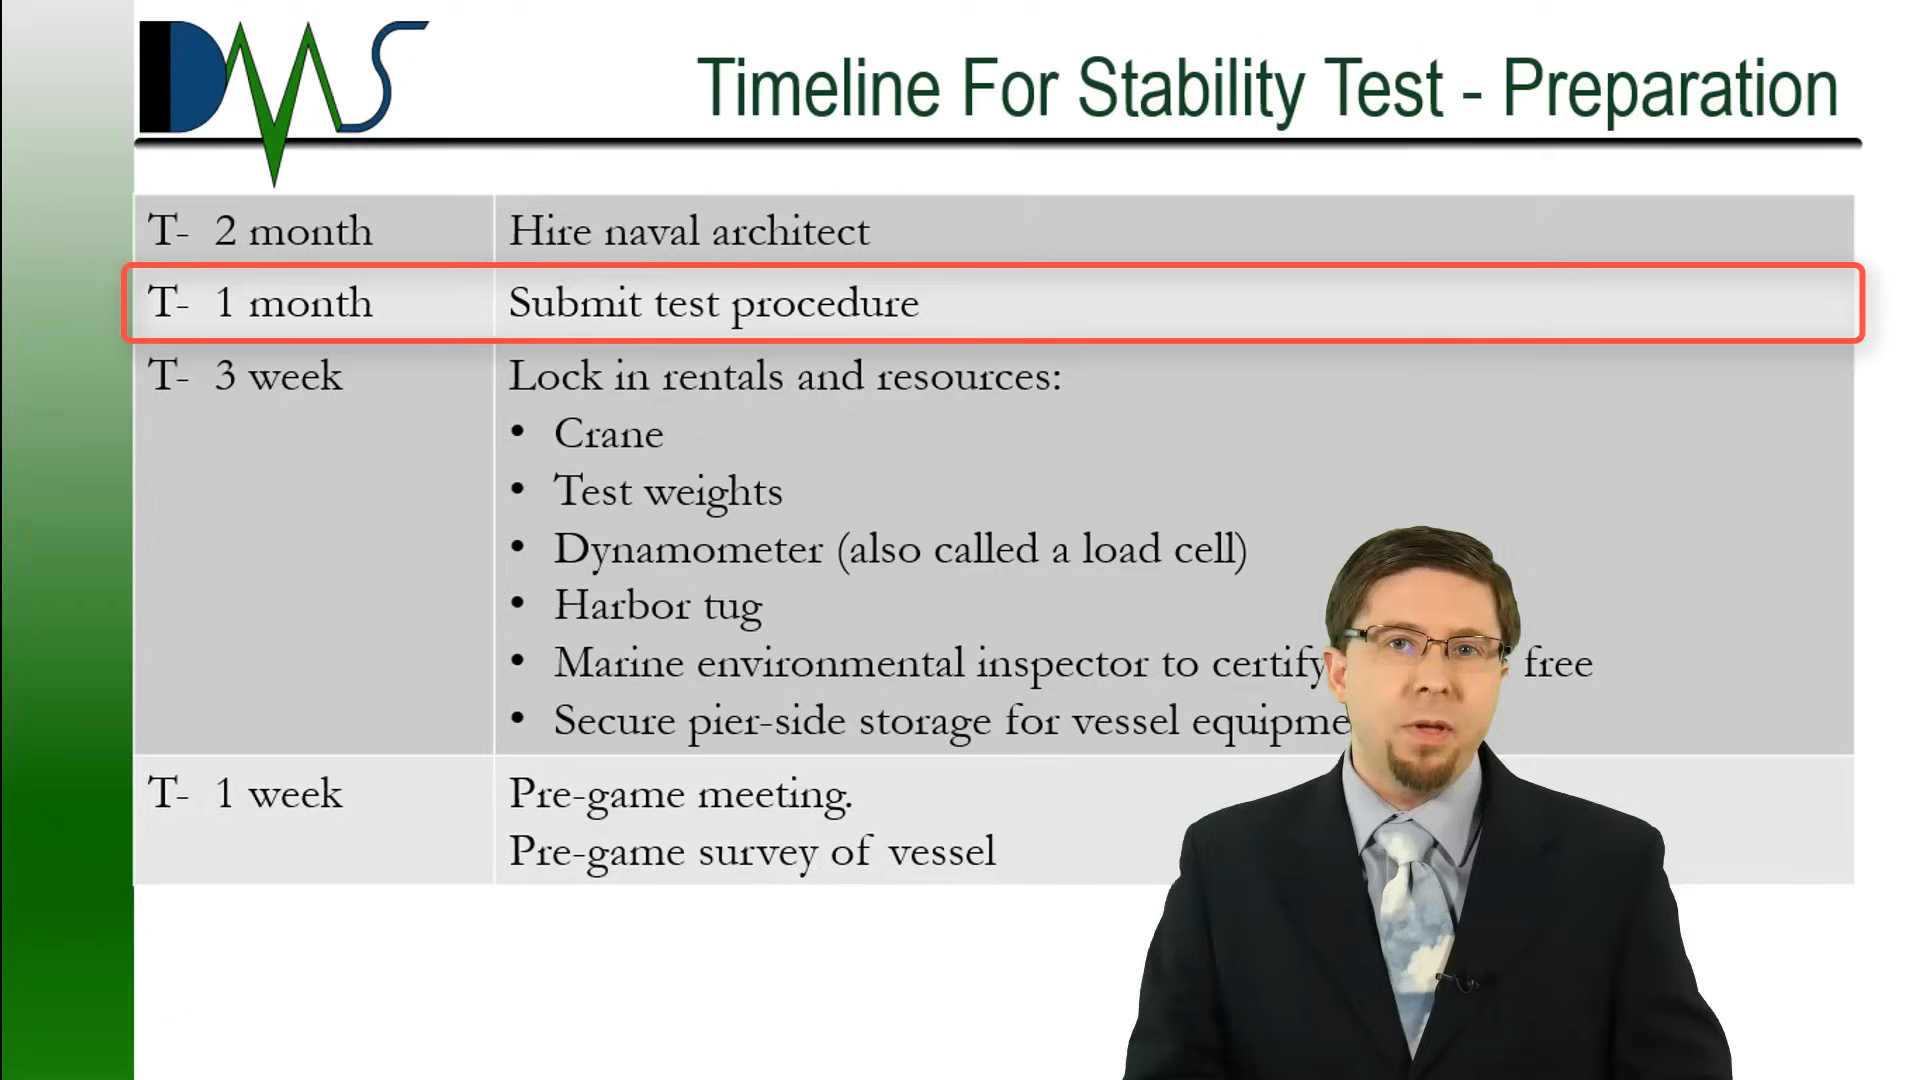 DMS
Timeline For Stability Test - Preparation
T- 2 month
Hire naval architect
T- 1 month
Submit test procedure
T- 3 week
Lock in rentals and resources:
• Crane
• Test weights
• Dynamometer (also called a load cell)
• Harbor tug
• Marine environmental inspector to certify free
• Secure pier-side storage for vessel
T- 1 week
Pre-game meeting.
Pre-game survey of vessel